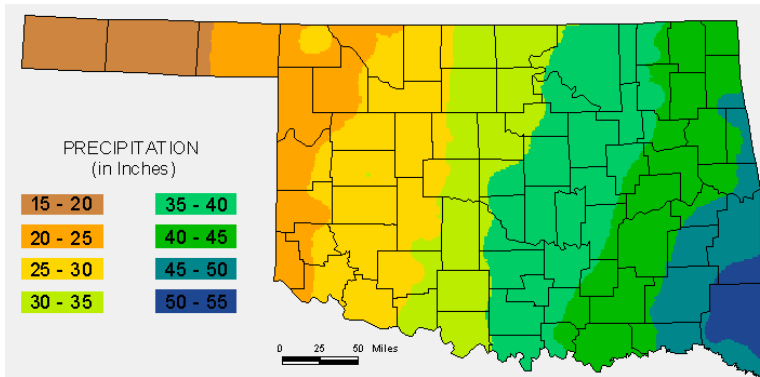 PRECIPITATION
(in Inches)
15 - 20 35 - 40
20 - 25 40 - 45
25 - 30 45 - 50
30 - 35 50 - 55
0 25 50 Miles